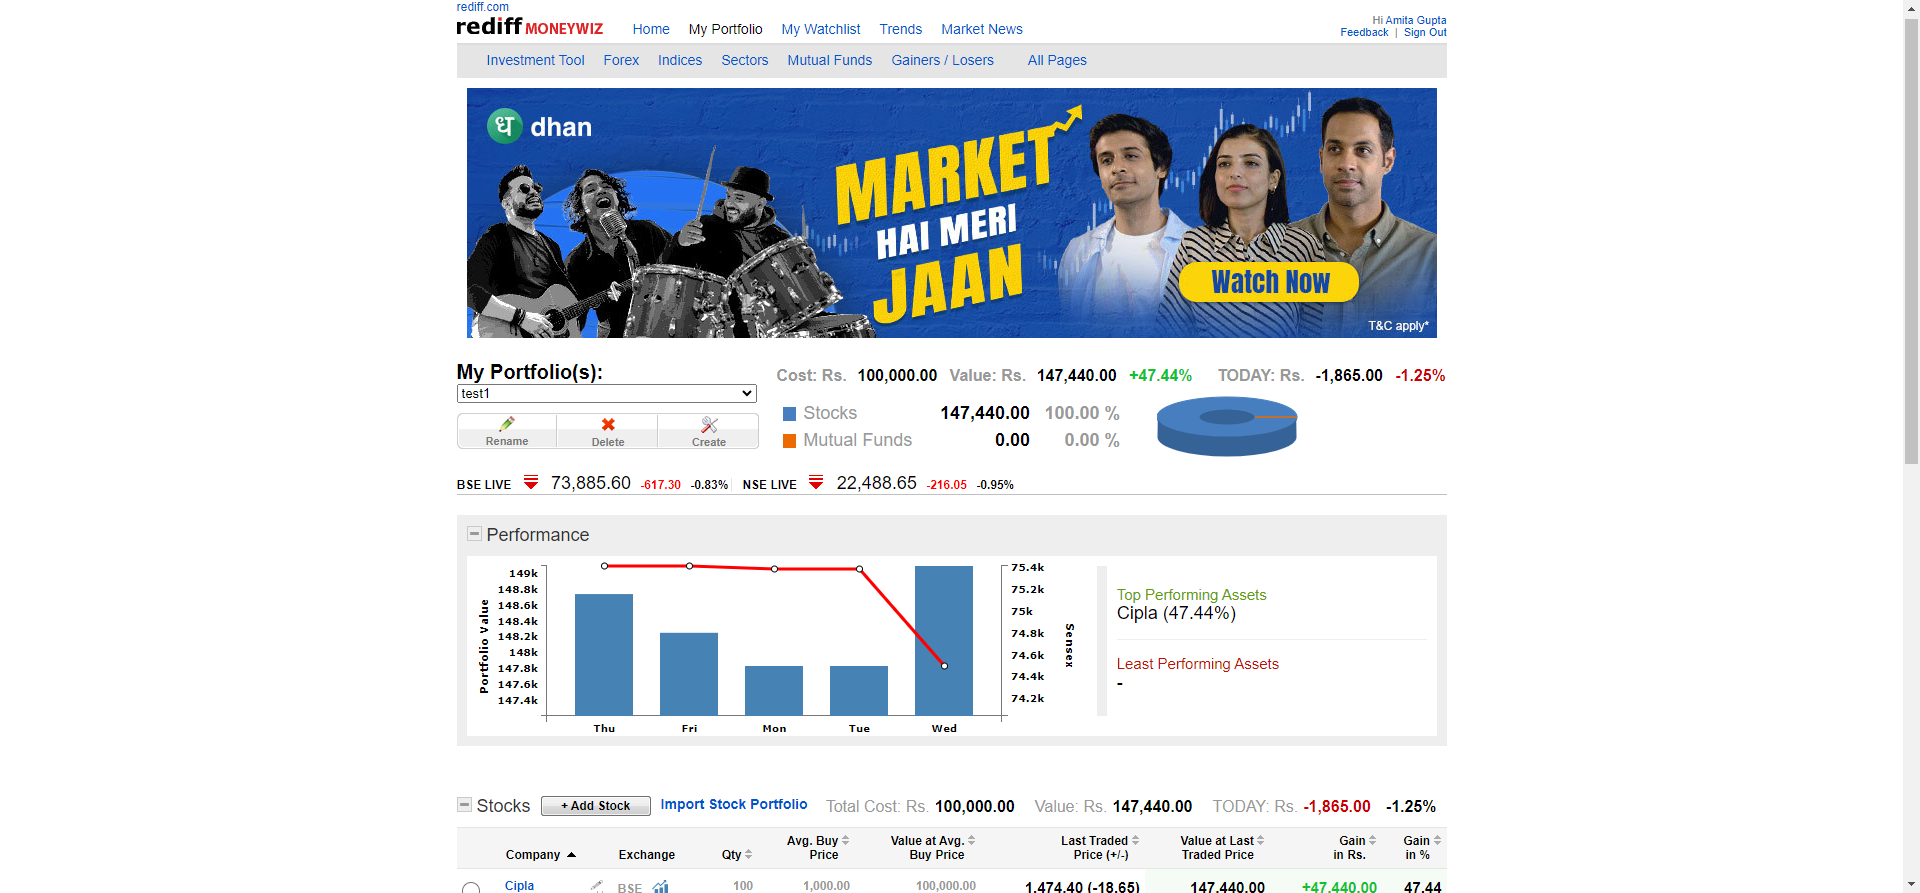 rediff.com
rediff MONEYWIZ
Home My Portfolio My Watchlist Trends Market News
Hi Amita Gupta
Feedback | Sign Out
Investment Tool Forex Indices Sectors Mutual Funds Gainers / Losers All Pages
ध dhan
MARKET
HAI MERI
JAAN
Watch Now
T&C apply*
My Portfolio(s):
test1
Rename Delete Create
Cost: Rs. 100,000.00 Value: Rs. 147,440.00 +47.44% TODAY: Rs. -1,865.00 -1.25%
Stocks 147,440.00 100.00 %
Mutual Funds 0.00 0.00 %
BSE LIVE 73,885.60 -617.30 -0.83% NSE LIVE 22,488.65 -216.05 -0.95%
Performance
Portfolio Value
149k
148.8k
148.6k
148.4k
148.2k
148k
147.8k
147.6k
147.4k
Thu Fri Mon Tue Wed
75.4k
75.2k
75k
74.8k
74.6k
74.4k
74.2k
Sensex
Top Performing Assets
Cipla (47.44%)
Least Performing Assets
-
Stocks + Add Stock Import Stock Portfolio Total Cost: Rs. 100,000.00 Value: Rs. 147,440.00 TODAY: Rs. -1,865.00 -1.25%
Company Exchange Qty Avg. Buy Price Value at Avg. Buy Price Last Traded Price (+/-) Value at Last Traded Price Gain in Rs. Gain in %
Cipla BSE 100 1,000.00 100,000.00 1,474.40 (-18.65) 147,440.00 +47,440.00 47.44